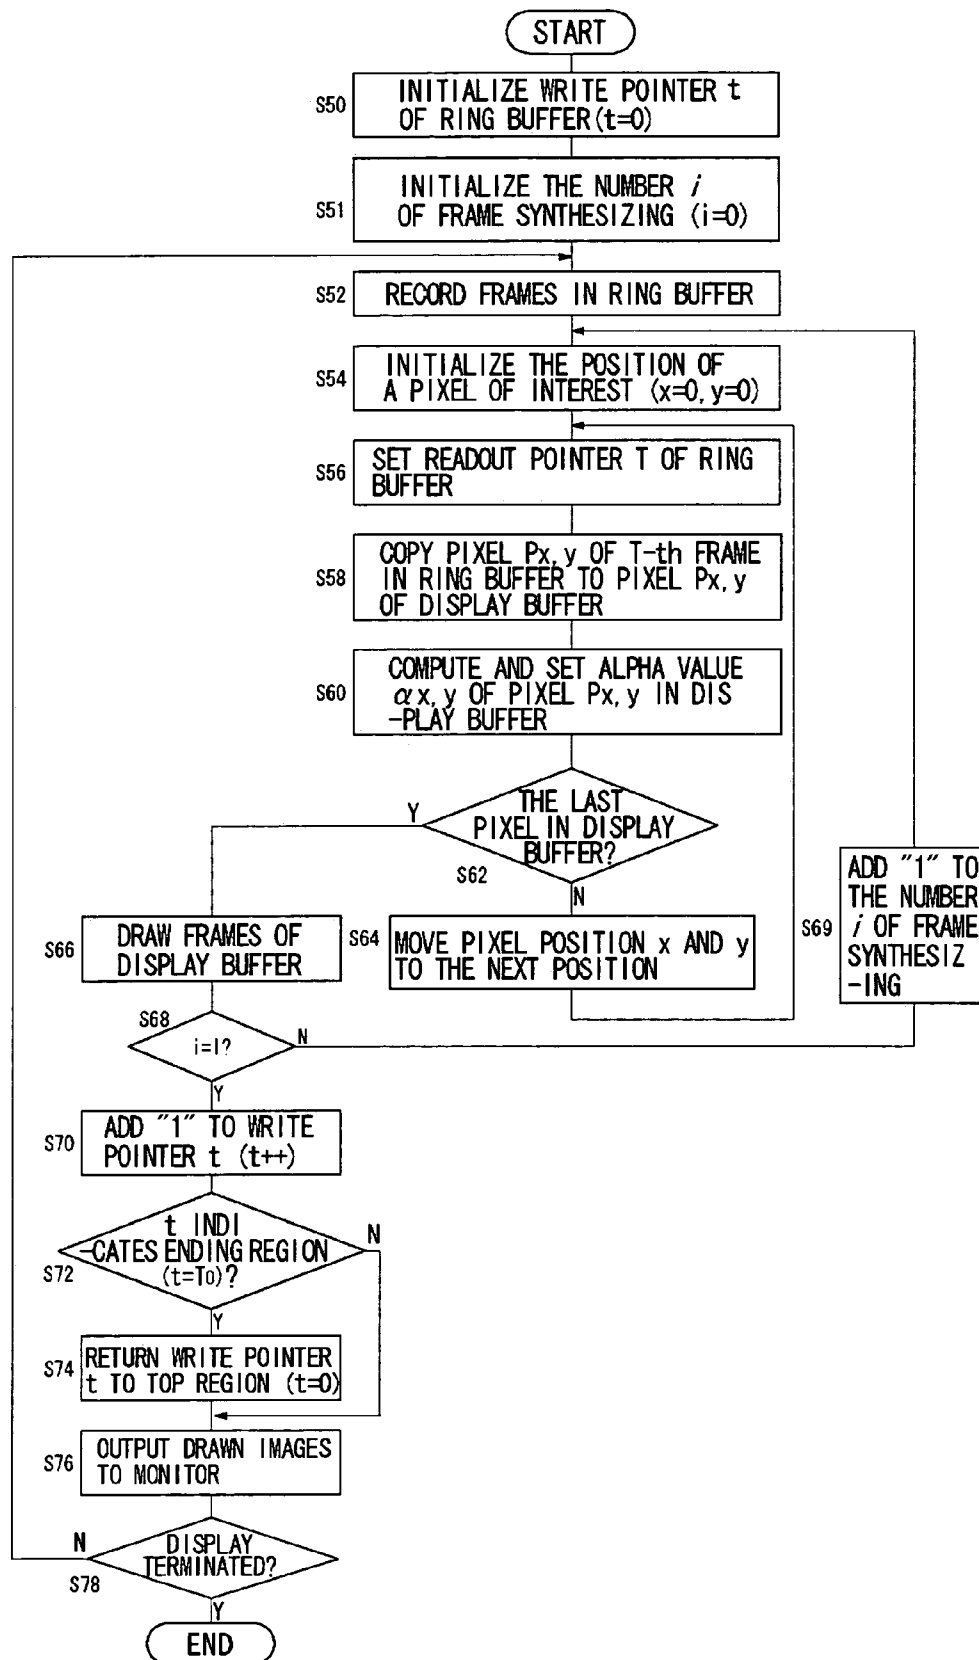 START
S50
INITIALIZE WRITE POINTER t
OF RING BUFFER(t=0)
S51
INITIALIZE THE NUMBER i
OF FRAME SYNTHESIZING (i=0)
S52
RECORD FRAMES IN RING BUFFER
S54
INITIALIZE THE POSITION OF
A PIXEL OF INTEREST (x=0, y=0)
S56
SET READOUT POINTER T OF RING
BUFFER
S58
COPY PIXEL Px, y OF T-th FRAME
IN RING BUFFER TO PIXEL Px, y
OF DISPLAY BUFFER
S60
COMPUTE AND SET ALPHA VALUE
αx, y OF PIXEL Px, y IN DIS
-PLAY BUFFER
Y
THE LAST
PIXEL IN DISPLAY
BUFFER?
S62
N
S64
MOVE PIXEL POSITION x AND y
TO THE NEXT POSITION
S69
ADD "1" TO
THE NUMBER
i OF FRAME
SYNTHESIZ
-ING
S66
DRAW FRAMES OF
DISPLAY BUFFER
S68
i=I?
N
Y
S70
ADD "1" TO WRITE
POINTER t (t++)
t INDI
-CATES ENDING REGION
(t=T0)?
S72
N
Y
S74
RETURN WRITE POINTER
t TO TOP REGION (t=0)
S76
OUTPUT DRAWN IMAGES
TO MONITOR
N
DISPLAY
TERMINATED?
S78
Y
END